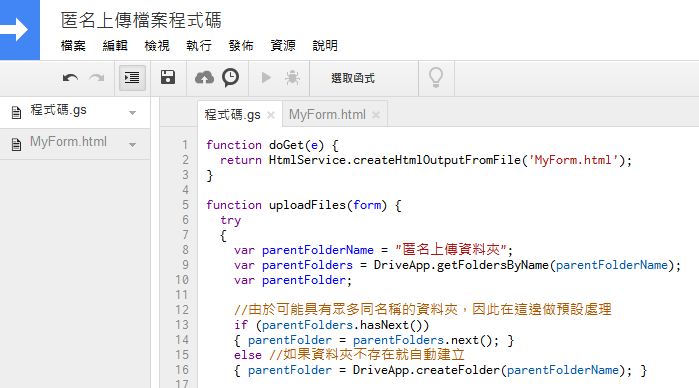 匿名上傳檔案程式碼
檔案 編輯 檢視 執行 發佈 資源 說明
選取函式
程式碼.gs
MyForm.html
程式碼.gs × MyForm.html ×
1 function doGet(e) {
2 return HtmlService.createHtmlOutputFromFile('MyForm.html');
3 }
4
5 function uploadFiles(form) {
6 try
7 {
8 var parentFolderName = "匿名上傳資料夾";
9 var parentFolders = DriveApp.getFoldersByName(parentFolderName);
10 var parentFolder;
11
12 //由於可能具有眾多同名稱的資料夾，因此在這邊做預設處理
13 if (parentFolders.hasNext())
14 { parentFolder = parentFolders.next(); }
15 else //如果資料夾不存在就自動建立
16 { parentFolder = DriveApp.createFolder(parentFolderName); }
17